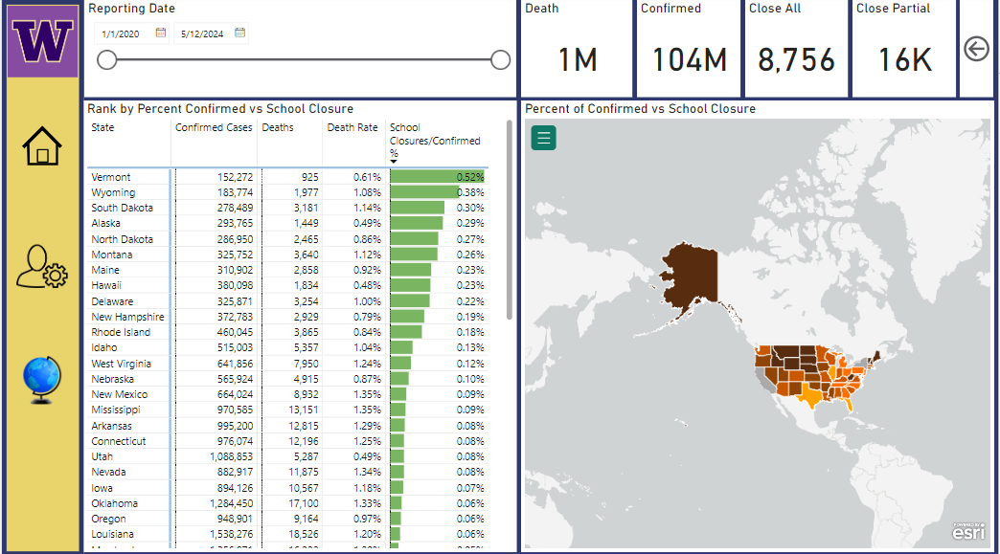 W
Reporting Date
1/1/2020 5/12/2024
Death
1M
Confirmed
104M
Close All
8,756
Close Partial
16K
Rank by Percent Confirmed vs School Closure
State Confirmed Cases Deaths Death Rate School
Closures/Confirmed
%
Vermont 152,272 925 0.61% 0.52%
Wyoming 183,774 1,977 1.08% 0.38%
South Dakota 278,489 3,181 1.14% 0.30%
Alaska 293,765 1,449 0.49% 0.29%
North Dakota 286,950 2,465 0.86% 0.27%
Montana 325,752 3,640 1.12% 0.26%
Maine 310,902 2,858 0.92% 0.23%
Hawaii 380,098 1,834 0.48% 0.23%
Delaware 325,871 3,254 1.00% 0.22%
New Hampshire 372,783 2,929 0.79% 0.19%
Rhode Island 460,045 3,865 0.84% 0.18%
Idaho 515,003 5,357 1.04% 0.13%
West Virginia 641,856 7,950 1.24% 0.12%
Nebraska 565,924 4,915 0.87% 0.10%
New Mexico 664,024 8,932 1.35% 0.09%
Mississippi 970,585 13,151 1.35% 0.09%
Arkansas 995,200 12,815 1.29% 0.08%
Connecticut 976,074 12,196 1.25% 0.08%
Utah 1,088,853 5,287 0.49% 0.08%
Nevada 882,917 11,875 1.34% 0.08%
Iowa 894,126 10,567 1.18% 0.07%
Oklahoma 1,284,450 17,100 1.33% 0.06%
Oregon 948,901 9,164 0.97% 0.06%
Louisiana 1,538,276 18,526 1.20% 0.06%
Percent of Confirmed vs School Closure
POWERED BY
esri